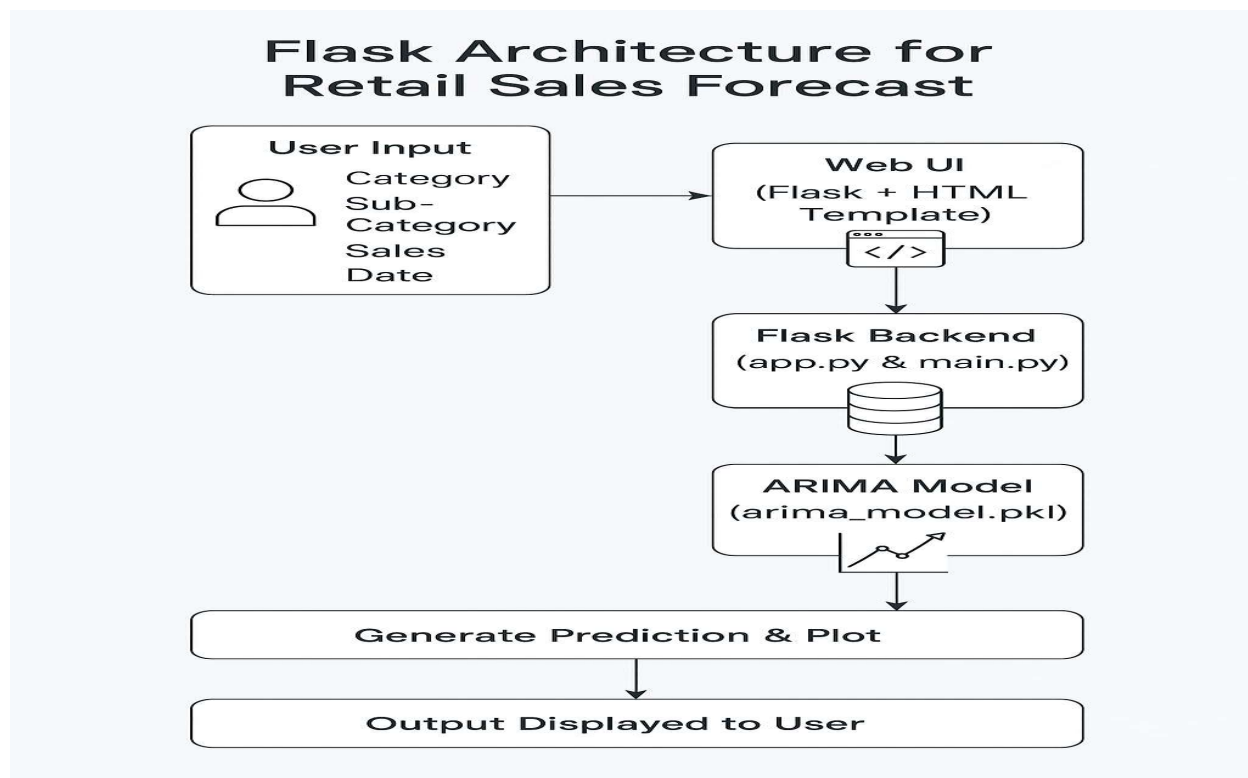 Flask Architecture for
Retail Sales Forecast
User Input
Category
Sub-
Category
Sales
Date
Web UI
(Flask + HTML
Template)
</>
Flask Backend
(app.py & main.py)
ARIMA Model
(arima_model.pkl)
Generate Prediction & Plot
Output Displayed to User